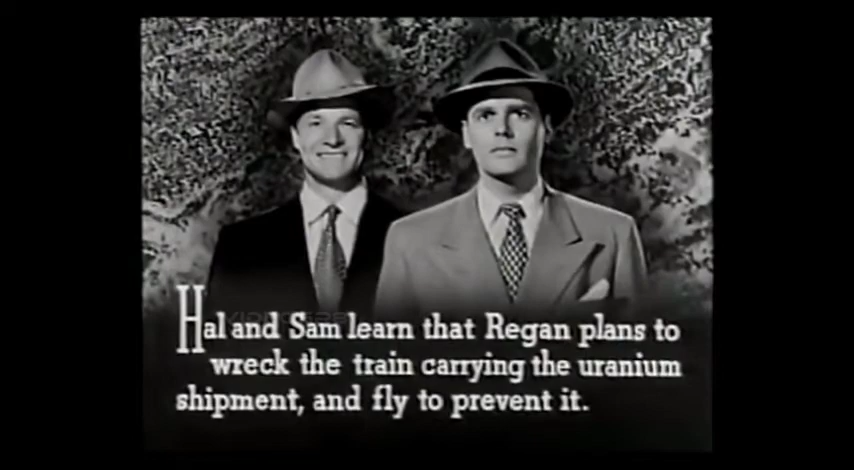 Hal and Sam learn that Regan plans to
wreck the train carrying the uranium
shipment, and fly to prevent it.